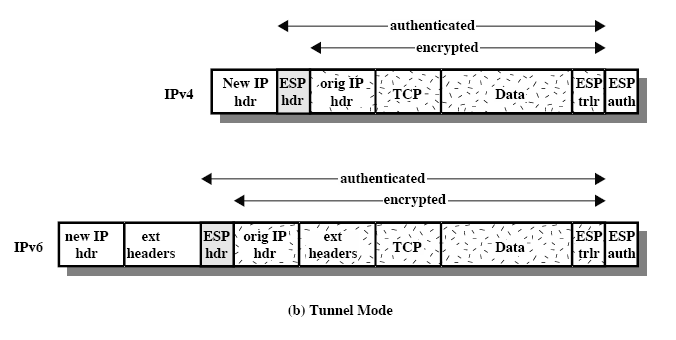 authenticated
encrypted
IPv4
New IP hdr
ESP hdr
orig IP hdr
TCP
Data
ESP trlr
ESP auth
authenticated
encrypted
IPv6
new IP hdr
ext headers
ESP hdr
orig IP hdr
ext headers
TCP
Data
ESP trlr
ESP auth
(b) Tunnel Mode